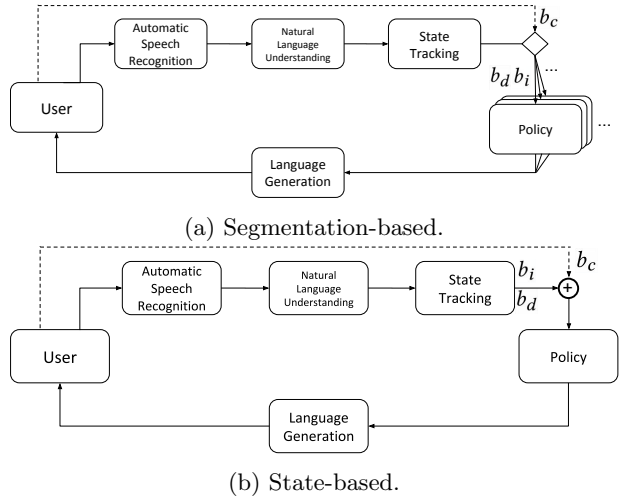 b_c
Automatic
Speech
Recognition
Natural
Language
Understanding
State
Tracking
b_d b_i
...
User
Policy
...
Language
Generation
(a) Segmentation-based.
b_c
Automatic
Speech
Recognition
Natural
Language
Understanding
State
Tracking
b_i
b_d
+
User
Policy
Language
Generation
(b) State-based.